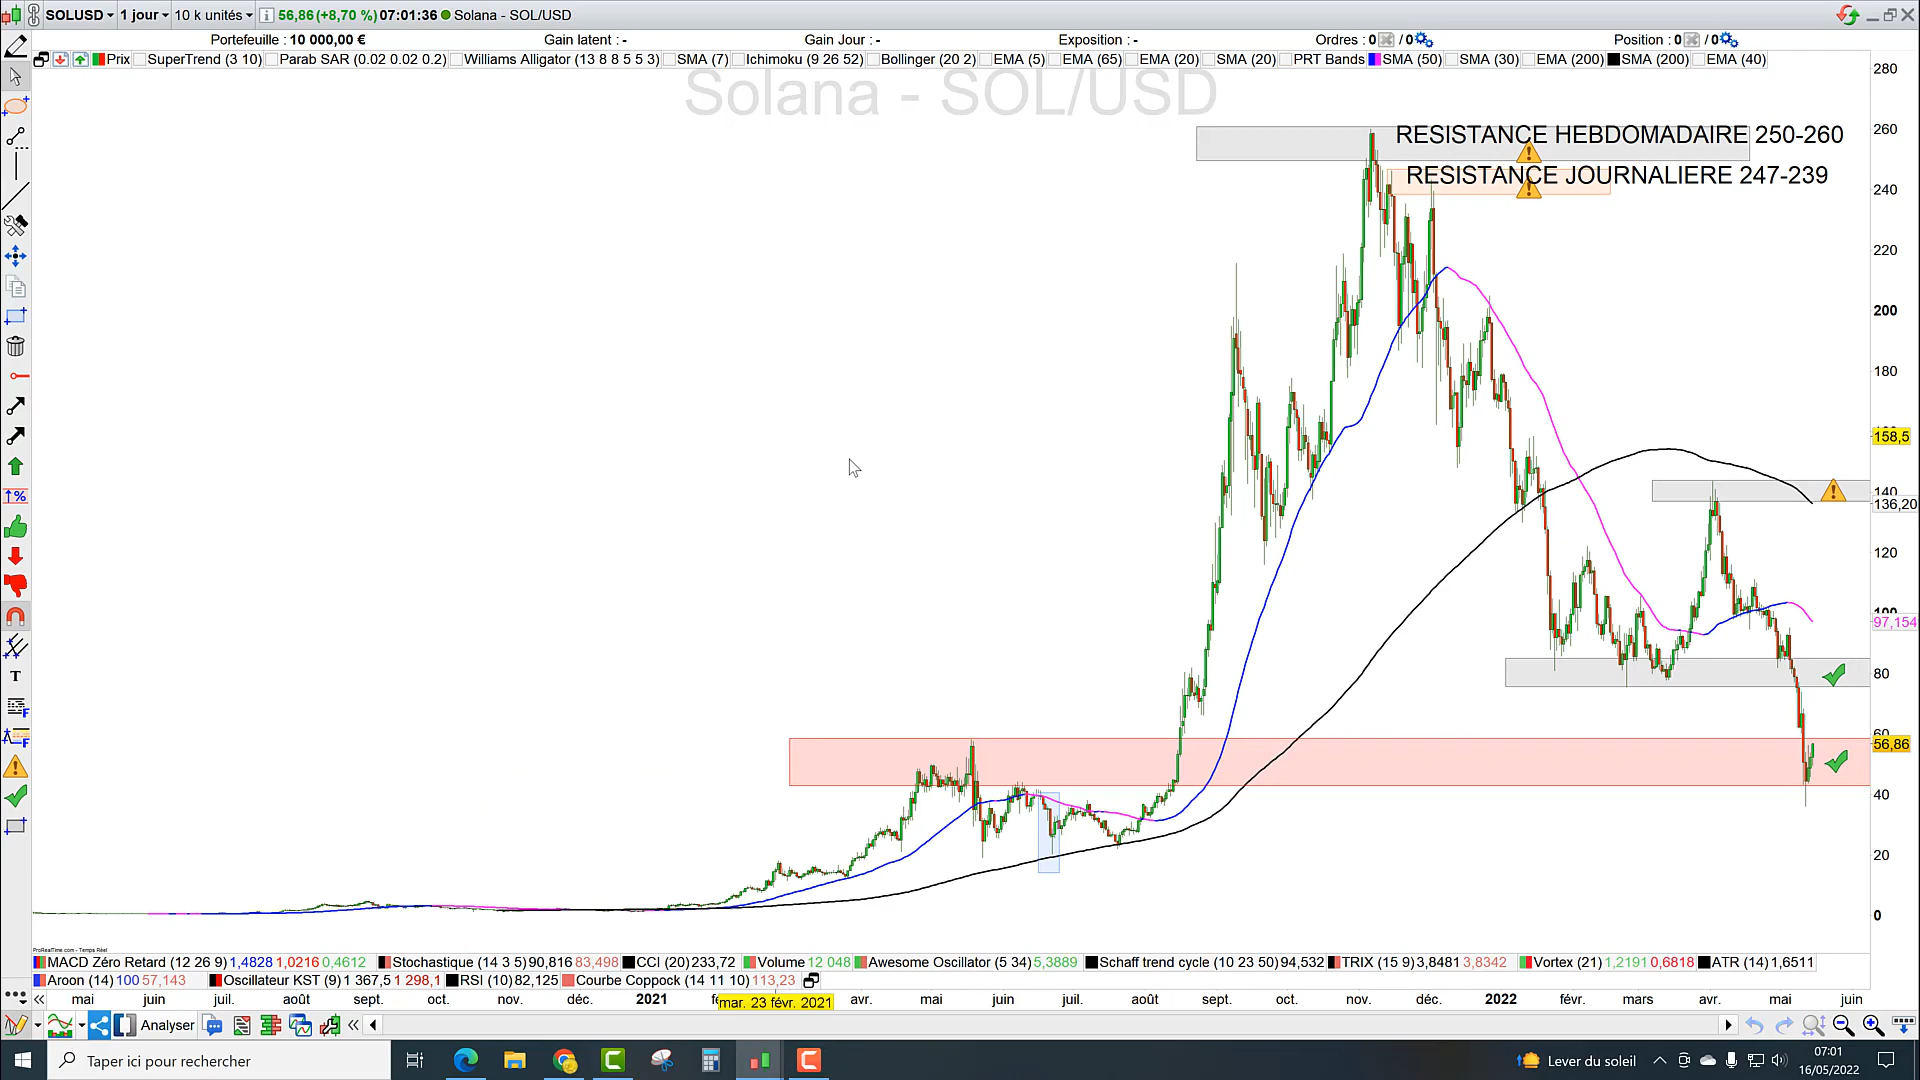 SOLUSD 1 jour 10 k unités 56,86 (+8,70 %) 07:01:36 Solana - SOL/USD
Portefeuille : 10 000,00 € Gain latent : - Gain Jour : - Exposition : - Ordres : 0 / 0 Position : 0 / 0
Prix SuperTrend (3 10) Parab SAR (0.02 0.02 0.2) Williams Alligator (13 8 8 5 5 3) SMA (7) Ichimoku (9 26 52) Bollinger (20 2) EMA (5) EMA (65) EMA (20) SMA (20) PRT Bands SMA (50) SMA (30) EMA (200) SMA (200) EMA (40)
280
Solana - SOL/USD
260
RESISTANCE HEBDOMADAIRE 250-260
RESISTANCE JOURNALIERE 247-239
240
220
200
180
158,5
140
136,20
120
100
97,154
80
60
56,86
40
20
0
ProRealTime.com - Temps Réel
MACD Zéro Retard (12 26 9) 1,4828 1,0216 0,4612 Stochastique (14 3 5) 90,816 83,498 CCI (20) 233,72 Volume 12 048 Awesome Oscillator (5 34) 5,3889 Schaff trend cycle (10 23 50) 94,532 TRIX (15 9) 3,8481 3,8342 Vortex (21) 1,2191 0,6818 ATR (14) 1,6511
Aroon (14) 100 57,143 Oscillateur KST (9) 1 367,5 1 298,1 RSI (10) 82,125 Courbe Coppock (14 11 10) 113,23
mai juin juil. août sept. oct. nov. déc. 2021 mar. 23 févr. 2021 avr. mai juin juil. août sept. oct. nov. déc. 2022 févr. mars avr. mai juin
Analyser
Taper ici pour rechercher
Lever du soleil
07:01
16/05/2022